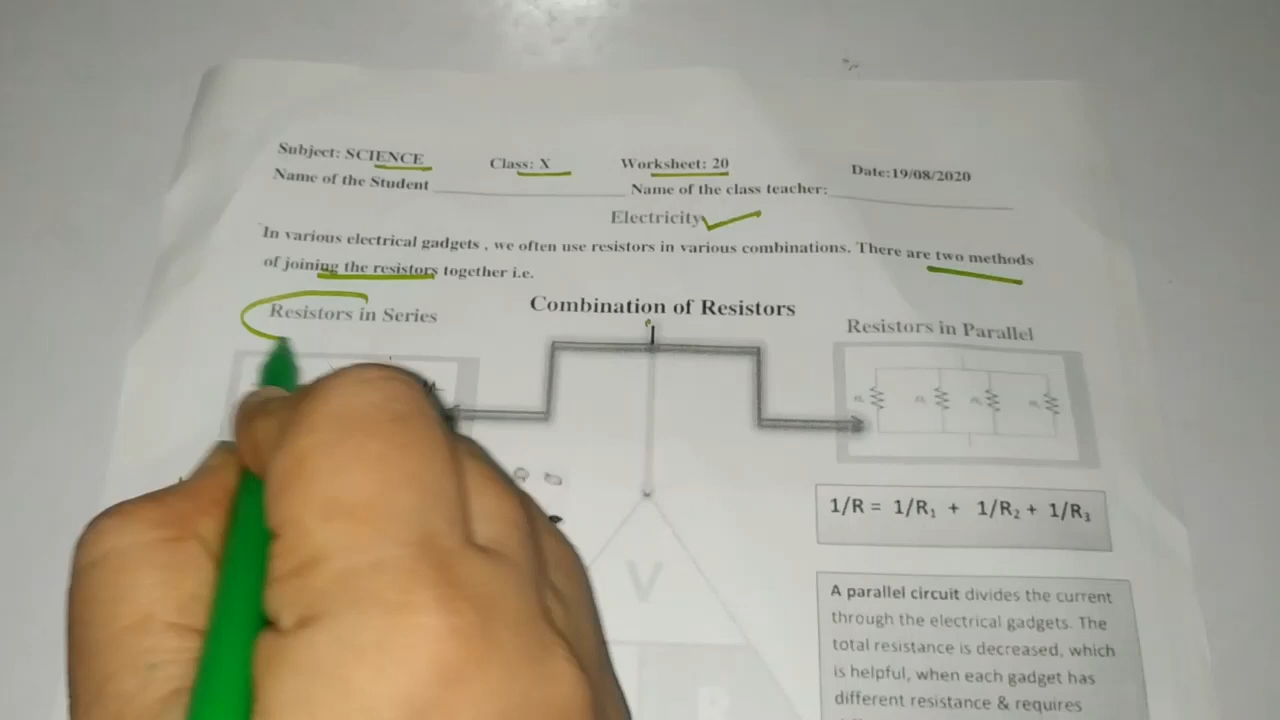 Subject: SCIENCE Class: X Worksheet: 20 Date:19/08/2020
Name of the Student Name of the class teacher:
Electricity
In various electrical gadgets , we often use resistors in various combinations. There are two methods
of joining the resistors together i.e.
Combination of Resistors
Resistors in Series
Resistors in Parallel
V
1/R = 1/R₁ + 1/R₂ + 1/R₃
A parallel circuit divides the current
through the electrical gadgets. The
total resistance is decreased, which
is helpful, when each gadget has
different resistance & requires